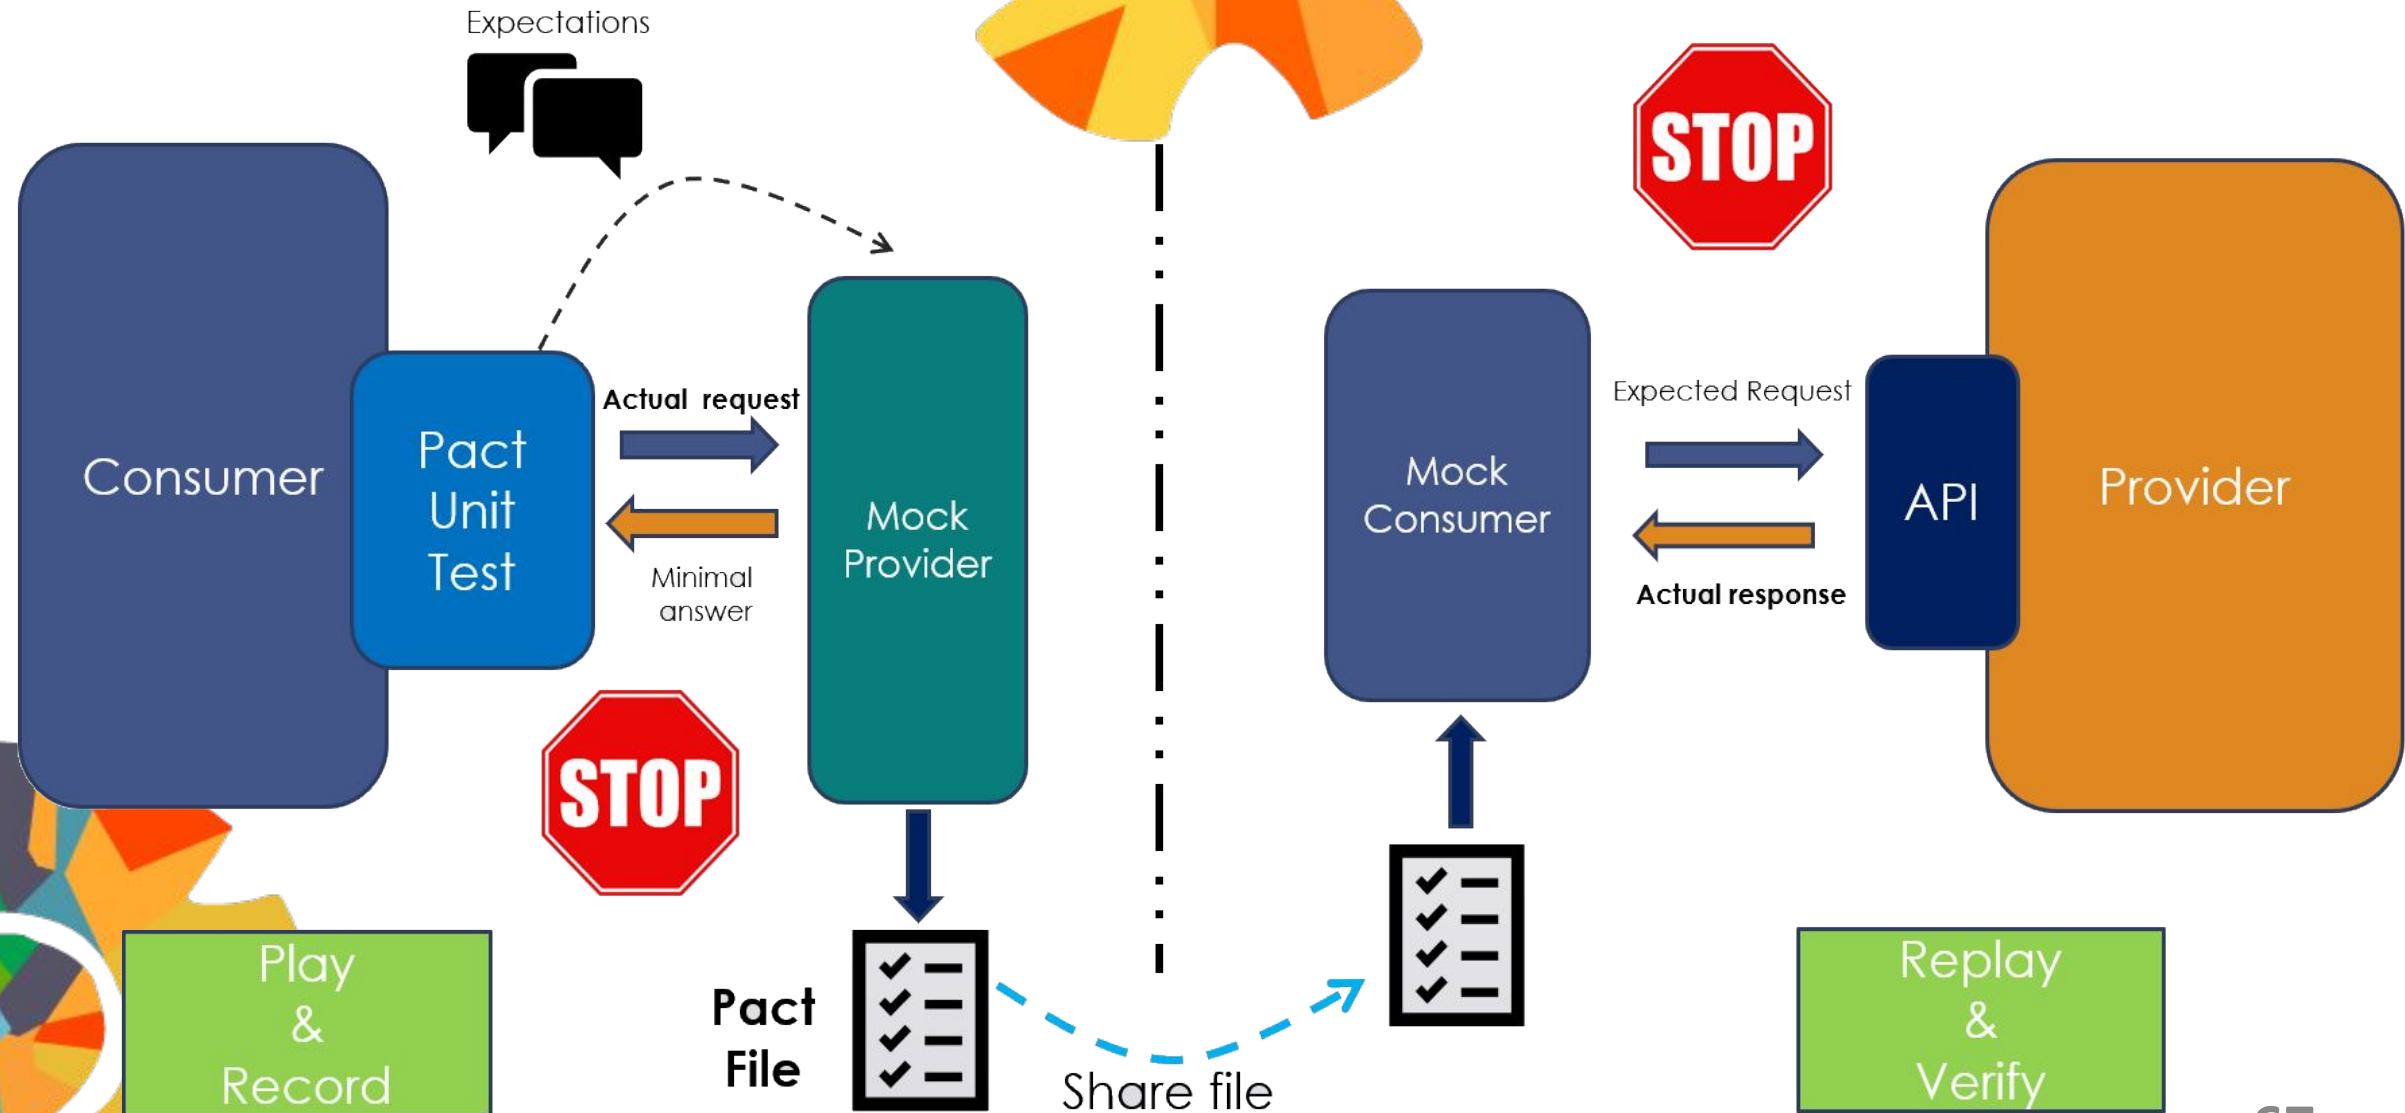 Expectations
STOP
Consumer
Pact
Unit
Test
Actual request
Minimal
answer
Mock
Provider
STOP
Mock
Consumer
Expected Request
Actual response
API
Provider
Play
&
Record
Pact
File
Share file
Replay
&
Verify